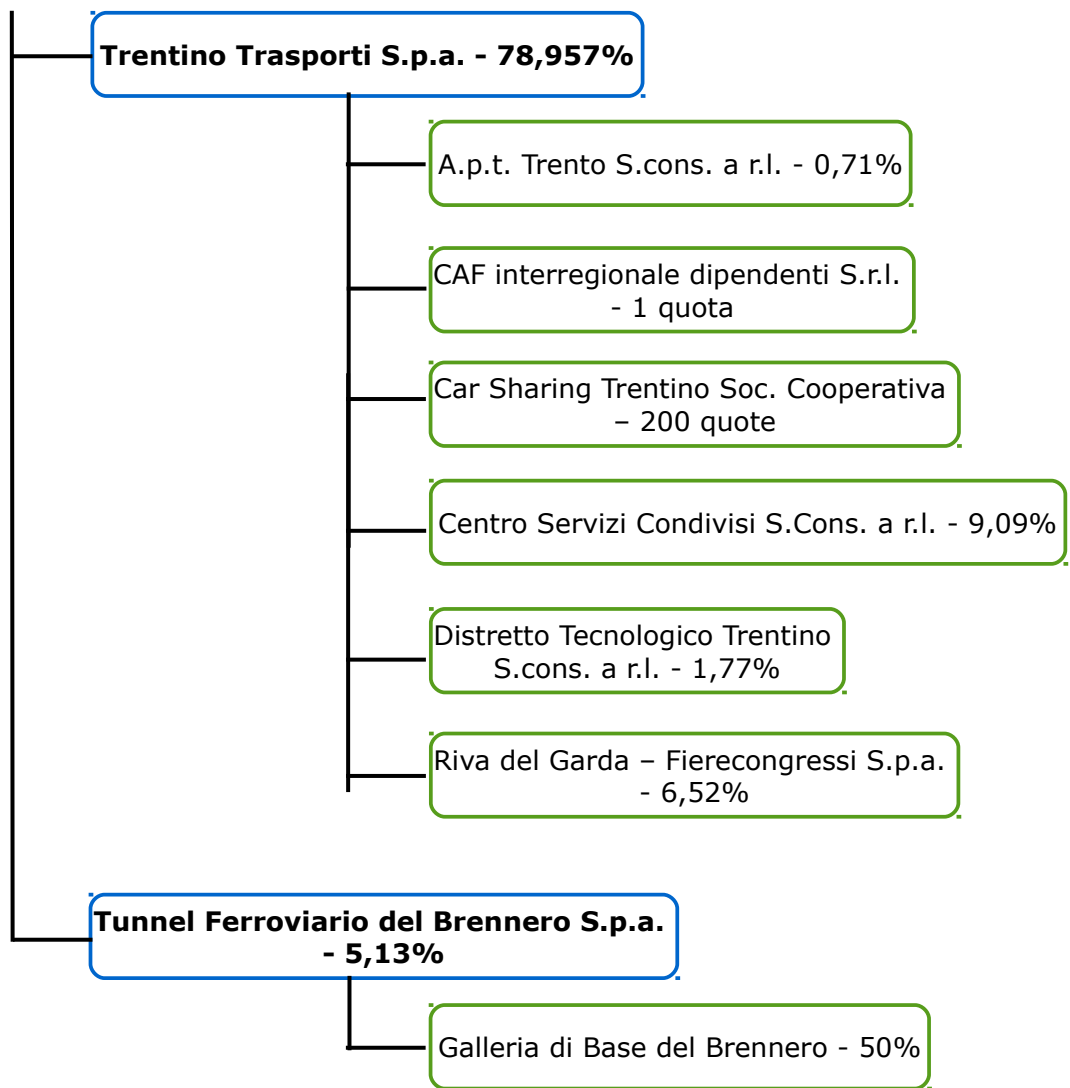 Trentino Trasporti S.p.a. - 78,957%
A.p.t. Trento S.cons. a r.l. - 0,71%
CAF interregionale dipendenti S.r.l.
- 1 quota
Car Sharing Trentino Soc. Cooperativa
– 200 quote
Centro Servizi Condivisi S.Cons. a r.l. - 9,09%
Distretto Tecnologico Trentino
S.cons. a r.l. - 1,77%
Riva del Garda – Fierecongressi S.p.a.
- 6,52%
Tunnel Ferroviario del Brennero S.p.a.
- 5,13%
Galleria di Base del Brennero - 50%